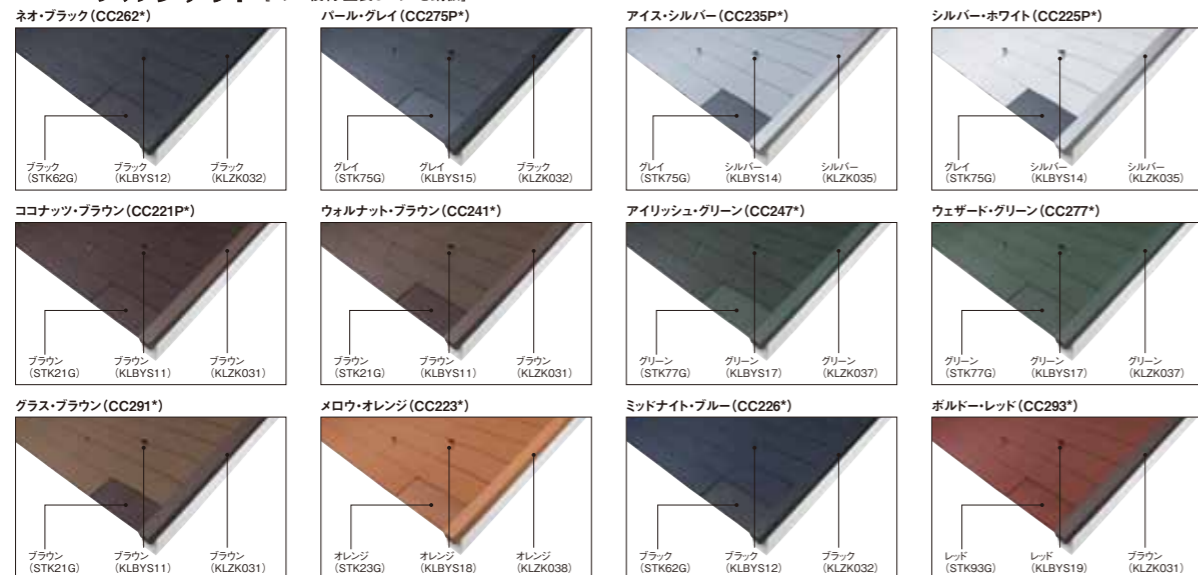 ネオ・ブラック（CC262*）
パール・グレイ（CC275P*）
アイス・シルバー（CC235P*）
シルバー・ホワイト（CC225P*）
ブラック ブラック ブラック
（STK62G） （KLBYS12） （KLZK032）
グレイ グレイ ブラック
（STK75G） （KLBYS15） （KLZK032）
グレイ シルバー シルバー
（STK75G） （KLBYS14） （KLZK035）
グレイ シルバー シルバー
（STK75G） （KLBYS14） （KLZK035）
ココナッツ・ブラウン（CC221P*）
ウォルナット・ブラウン（CC241*）
アイリッシュ・グリーン（CC247*）
ウェザード・グリーン（CC277*）
ブラウン ブラウン ブラウン
（STK21G） （KLBYS11） （KLZK031）
ブラウン ブラウン ブラウン
（STK21G） （KLBYS11） （KLZK031）
グリーン グリーン グリーン
（STK77G） （KLBYS17） （KLZK037）
グリーン グリーン グリーン
（STK77G） （KLBYS17） （KLZK037）
グラス・ブラウン（CC291*）
メロウ・オレンジ（CC223*）
ミッドナイト・ブルー（CC226*）
ボルドー・レッド（CC293*）
ブラウン ブラウン ブラウン
（STK21G） （KLBYS11） （KLZK031）
オレンジ オレンジ オレンジ
（STK23G） （KLBYS18） （KLZK038）
ブラック ブラック ブラック
（STK62G） （KLBYS12） （KLZK032）
レッド レッド ブラウン
（STK93G） （KLBYS19） （KLZK031）